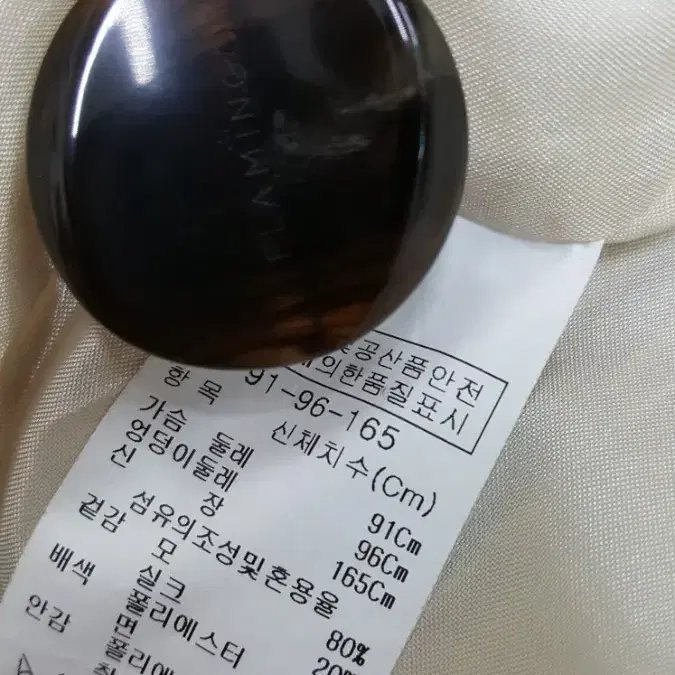 FLAMINGO
공산품안전
의한품질표시
91-96-165
항 목 신체치수(Cm)
가슴 둘레 91Cm
엉덩이둘레 96Cm
신 장 165Cm
섬유의조성및혼용율
겉감 모 80%
실크 20%
배색 폴리에스터
안감 면
폴리에